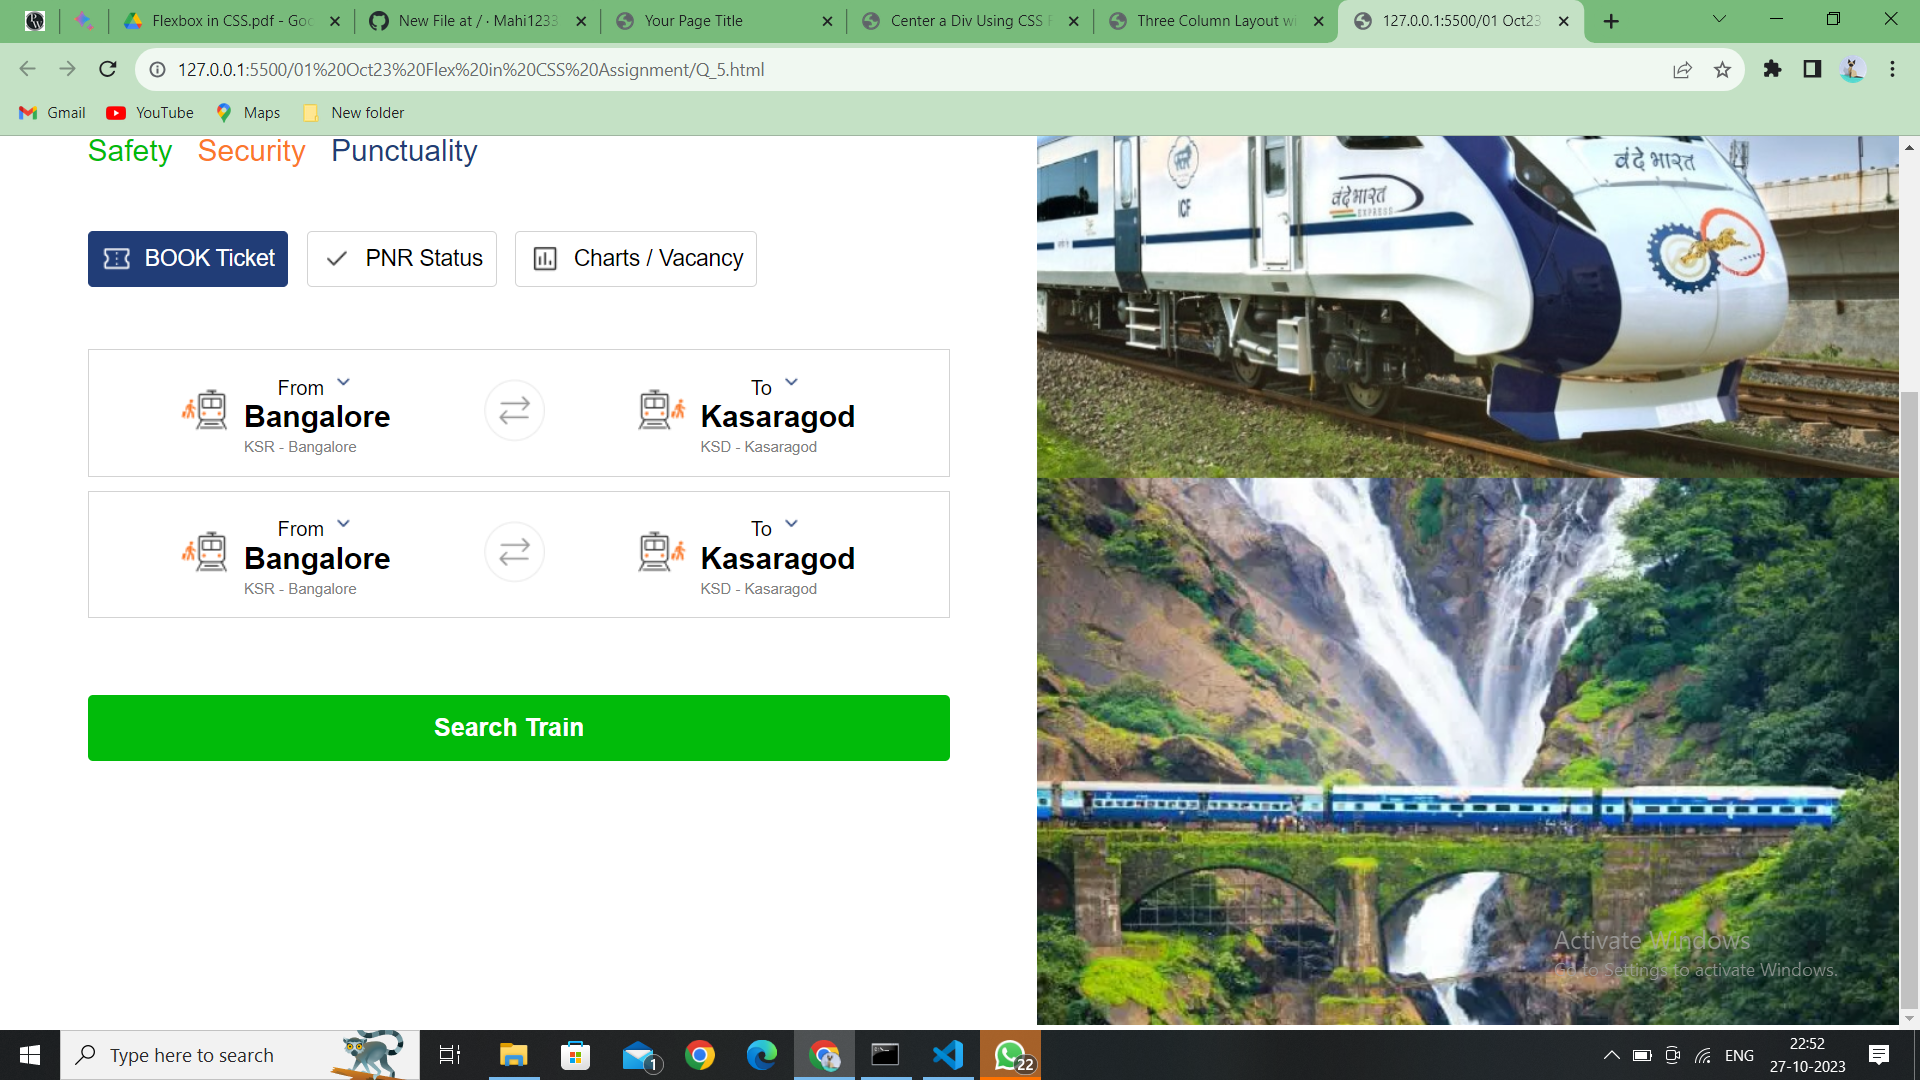 Flexbox in CSS.pdf - Goo
New File at / · Mahi1233
Your Page Title
Center a Div Using CSS F
Three Column Layout wi
127.0.0.1:5500/01 Oct23
127.0.0.1:5500/01%20Oct23%20Flex%20in%20CSS%20Assignment/Q_5.html
Gmail
YouTube
Maps
New folder
Safety Security Punctuality
BOOK Ticket
PNR Status
Charts / Vacancy
From
Bangalore
KSR - Bangalore
To
Kasaragod
KSD - Kasaragod
From
Bangalore
KSR - Bangalore
To
Kasaragod
KSD - Kasaragod
Search Train
ICF
वंदे भारत
EXPRESS
वंदे भारत
Activate Windows
Go to Settings to activate Windows.
Type here to search
1
22
ENG
22:52
27-10-2023